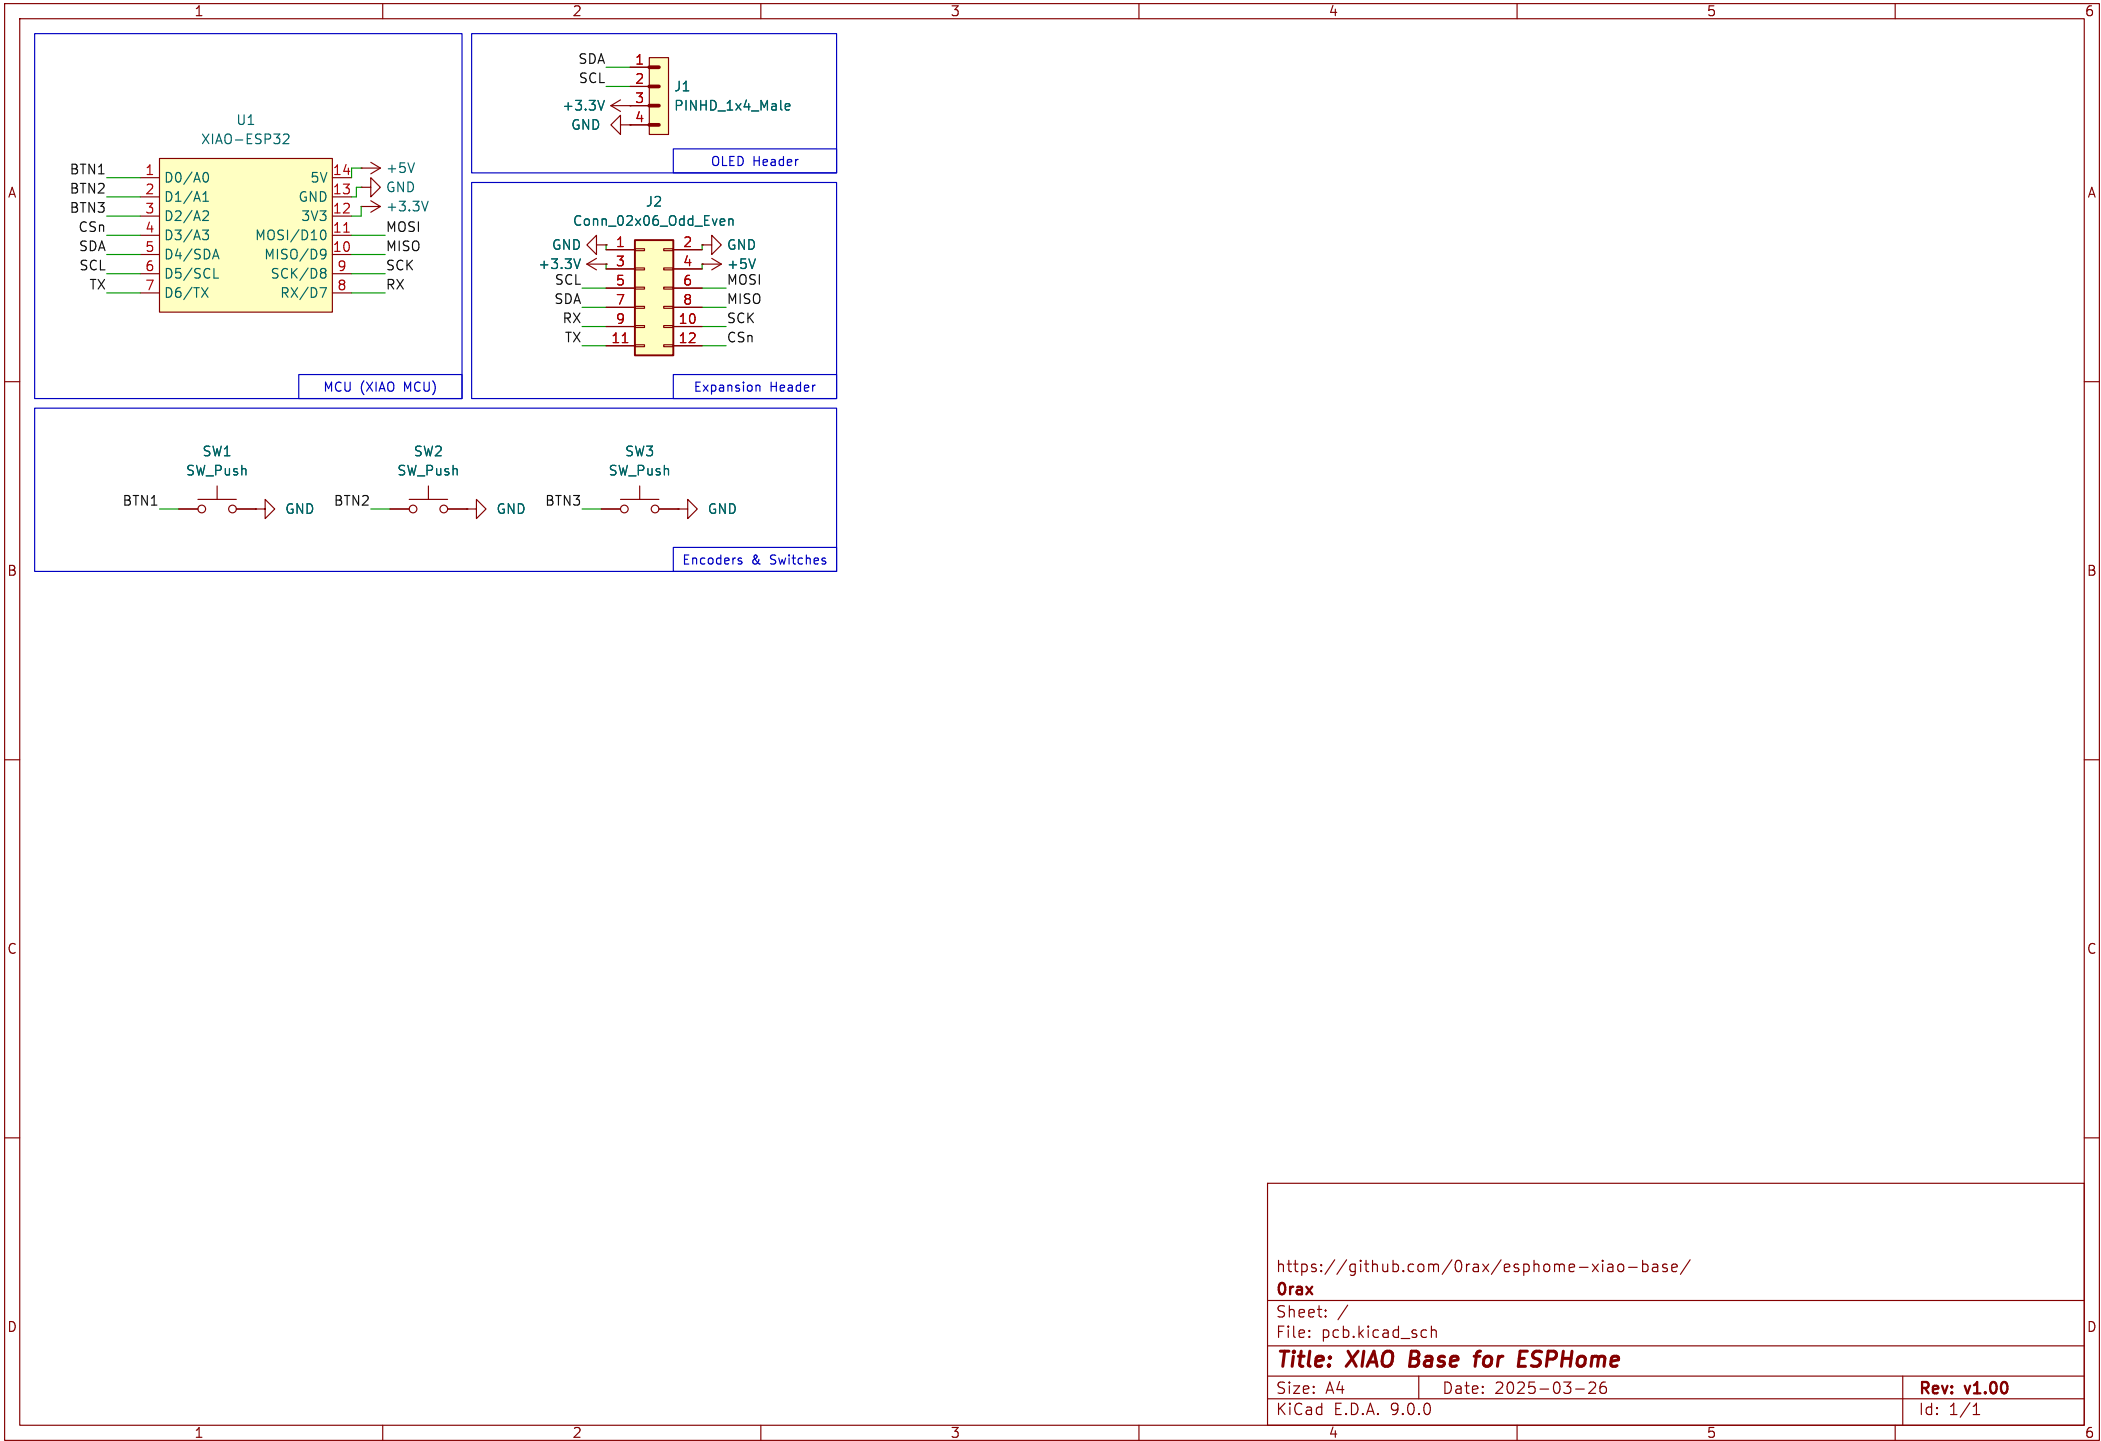 1 2 3 4 5 6
A
B
C
D
A
B
C
D
U1
XIAO-ESP32
BTN1 1 D0/A0 5V 14 +5V
BTN2 2 D1/A1 GND 13 GND
BTN3 3 D2/A2 3V3 12 +3.3V
CSn 4 D3/A3 MOSI/D10 11 MOSI
SDA 5 D4/SDA MISO/D9 10 MISO
SCL 6 D5/SCL SCK/D8 9 SCK
TX 7 D6/TX RX/D7 8 RX
MCU (XIAO MCU)
SDA 1
SCL 2
+3.3V 3
GND 4
J1
PINHD_1x4_Male
OLED Header
J2
Conn_02x06_Odd_Even
GND 1 2 GND
+3.3V 3 4 +5V
SCL 5 6 MOSI
SDA 7 8 MISO
RX 9 10 SCK
TX 11 12 CSn
Expansion Header
SW1
SW_Push
BTN1 GND
SW2
SW_Push
BTN2 GND
SW3
SW_Push
BTN3 GND
Encoders & Switches
https://github.com/0rax/esphome-xiao-base/
0rax
Sheet: /
File: pcb.kicad_sch
Title: XIAO Base for ESPHome
Size: A4 Date: 2025-03-26 Rev: v1.00
KiCad E.D.A. 9.0.0 Id: 1/1
1 2 3 4 5 6